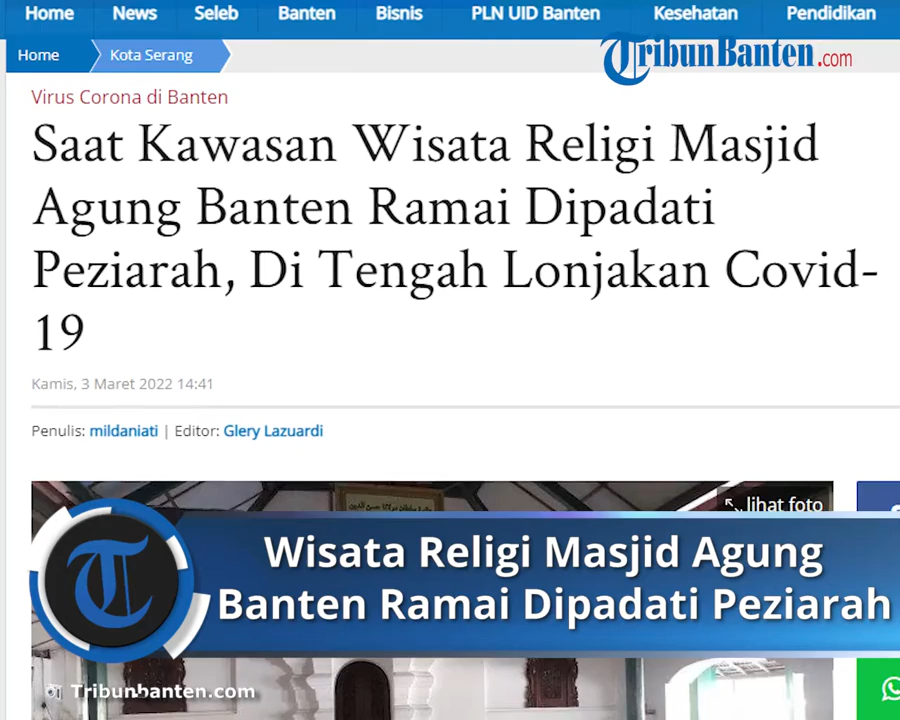 Home News Seleb Banten Bisnis PLN UID Banten Kesehatan Pendidikan
Home Kota Serang
TribunBanten.com
Virus Corona di Banten
Saat Kawasan Wisata Religi Masjid
Agung Banten Ramai Dipadati
Peziarah, Di Tengah Lonjakan Covid-
19
Kamis, 3 Maret 2022 14:41
Penulis: mildaniati | Editor: Glery Lazuardi
lihat foto
Wisata Religi Masjid Agung
Banten Ramai Dipadati Peziarah
Tribunbanten.com